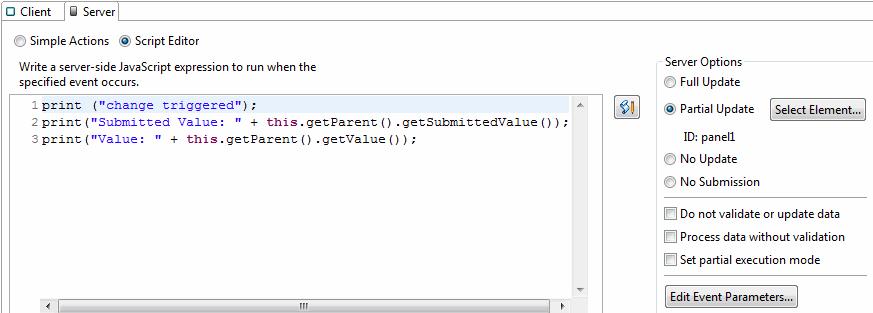 Client Server
Simple Actions Script Editor
Write a server-side JavaScript expression to run when the
specified event occurs.
1 print ("change triggered");
2 print("Submitted Value: " + this.getParent().getSubmittedValue());
3 print("Value: " + this.getParent().getValue());
Server Options
Full Update
Partial Update Select Element...
ID: panel1
No Update
No Submission
Do not validate or update data
Process data without validation
Set partial execution mode
Edit Event Parameters...